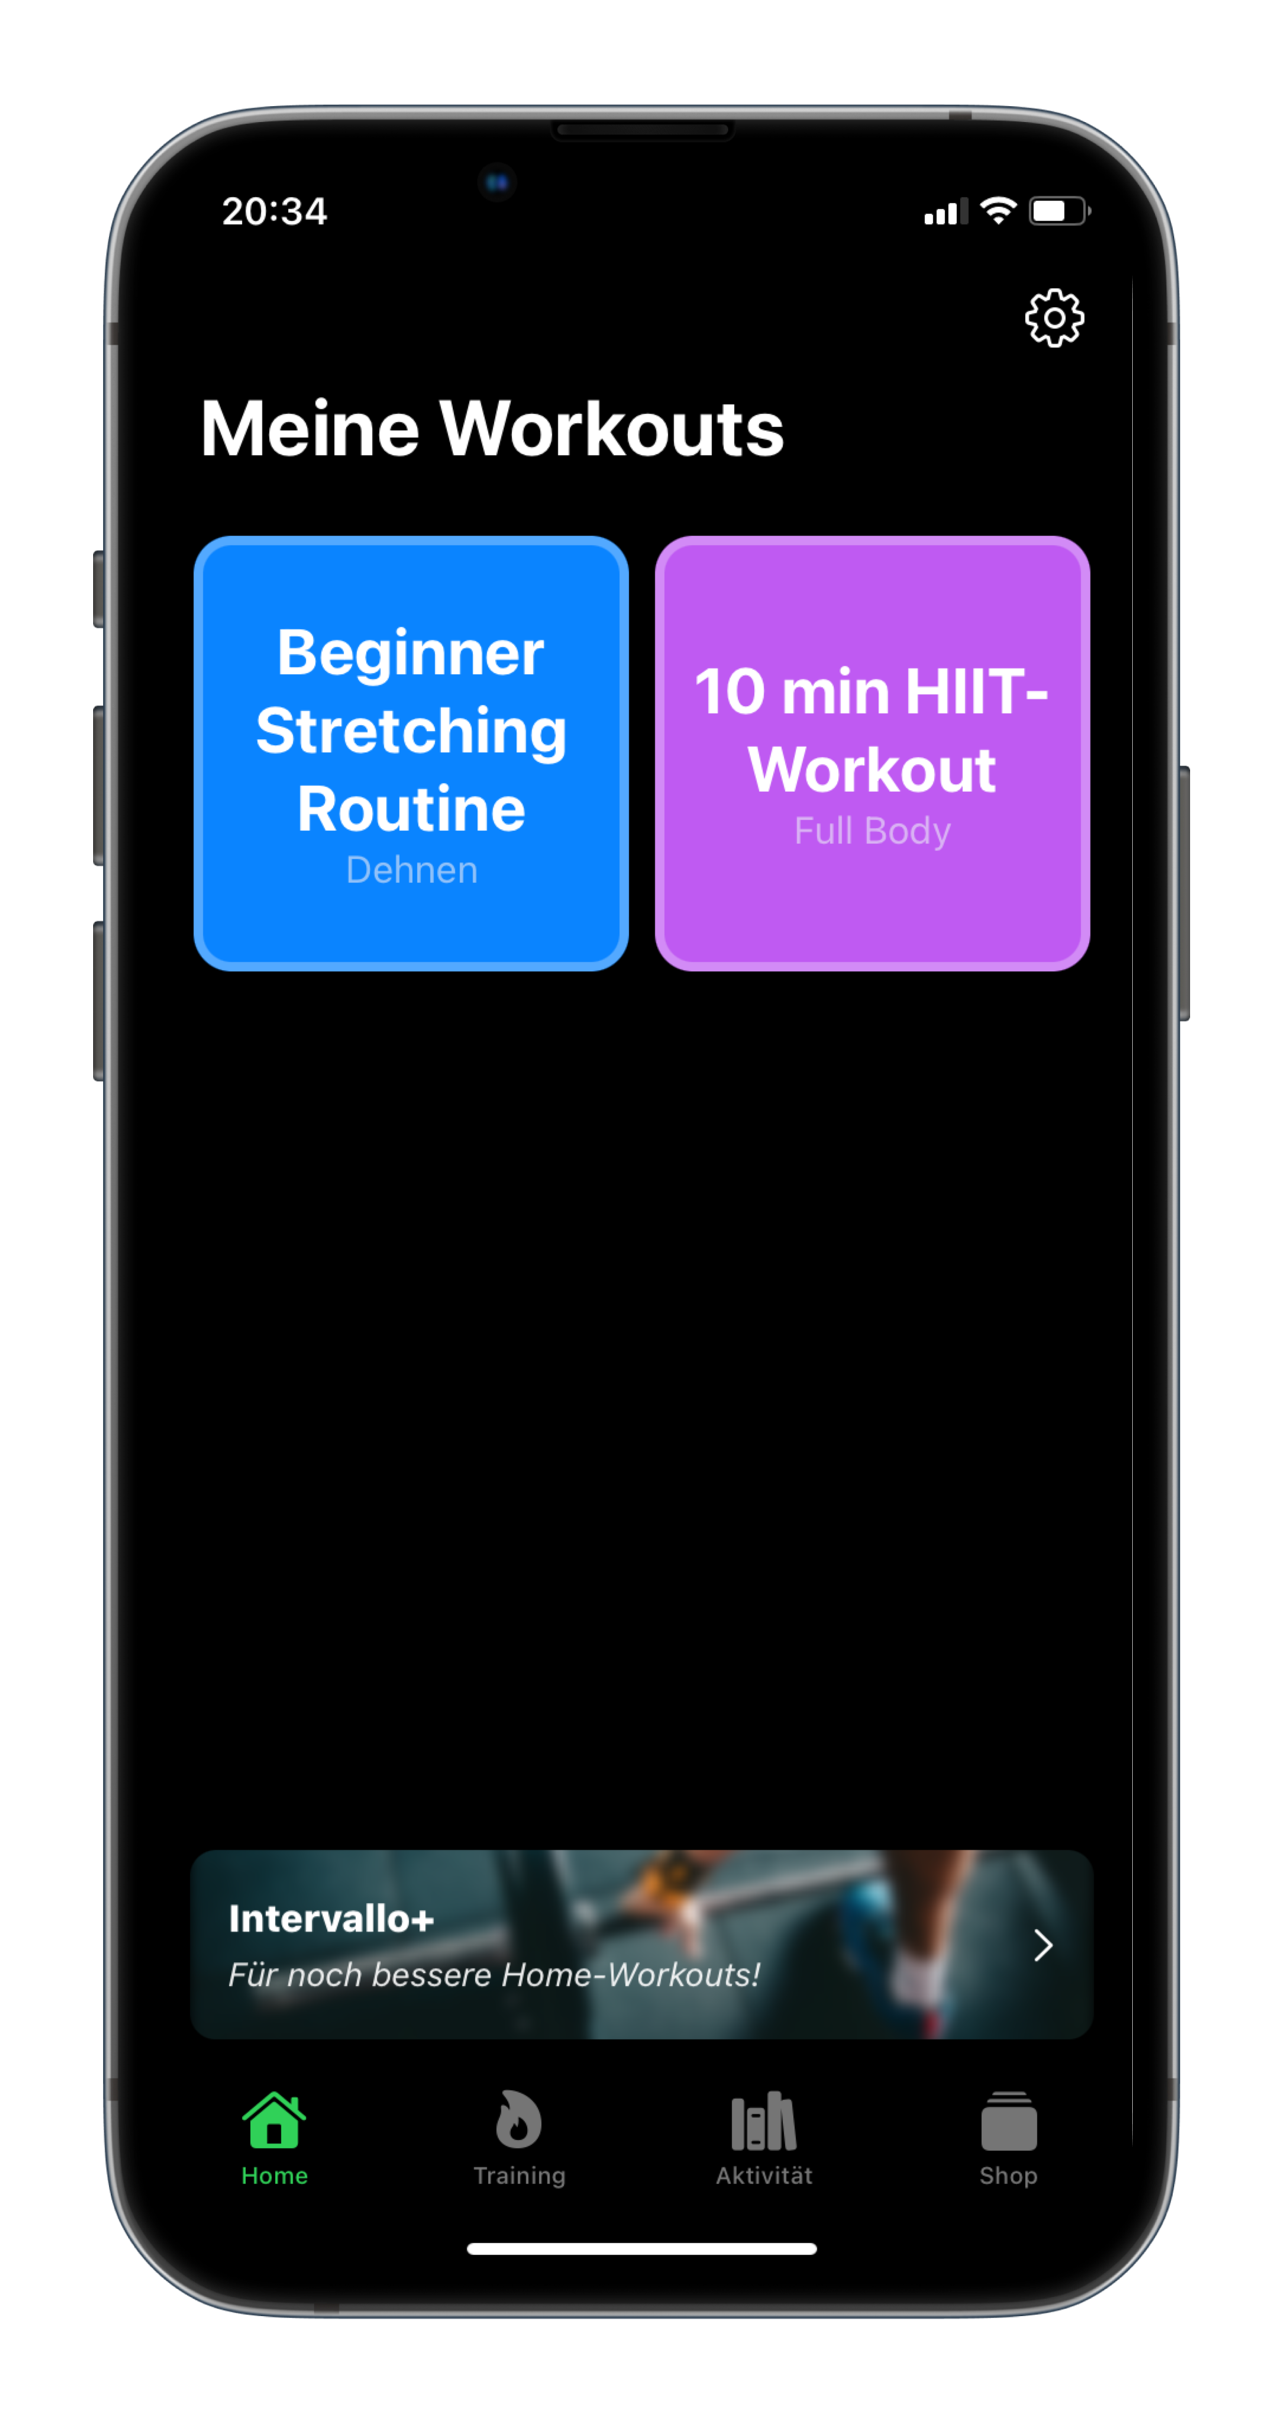 20:34
Meine Workouts
Beginner
Stretching
Routine
Dehnen
10 min HIIT-
Workout
Full Body
Intervallo+
Für noch bessere Home-Workouts!
Home
Training
Aktivität
Shop